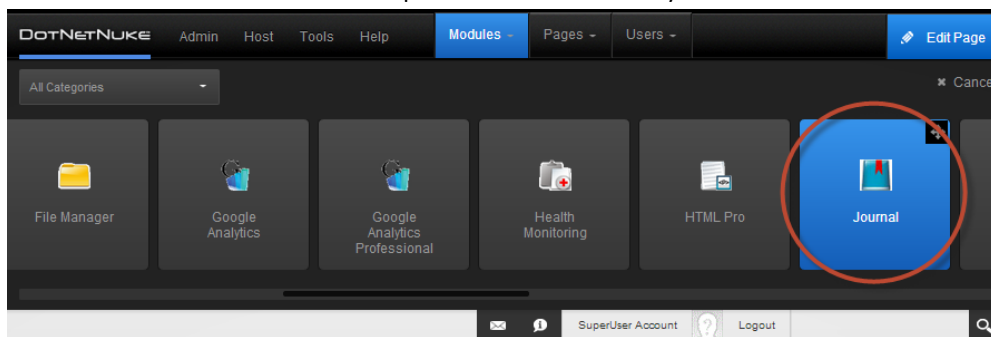 DOTNETNUKE Admin Host Tools Help Modules Pages Users Edit Page
All Categories Cance
File Manager
Google
Analytics
Google
Analytics
Professional
Health
Monitoring
HTML Pro
Journal
SuperUser Account ? Logout